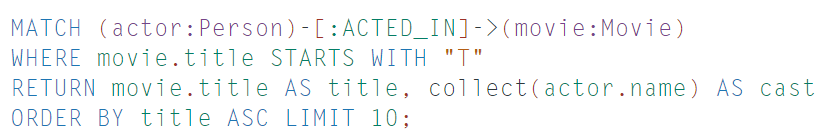 MATCH (actor:Person)-[:ACTED_IN]->(movie:Movie)
WHERE movie.title STARTS WITH "T"
RETURN movie.title AS title, collect(actor.name) AS cast
ORDER BY title ASC LIMIT 10;